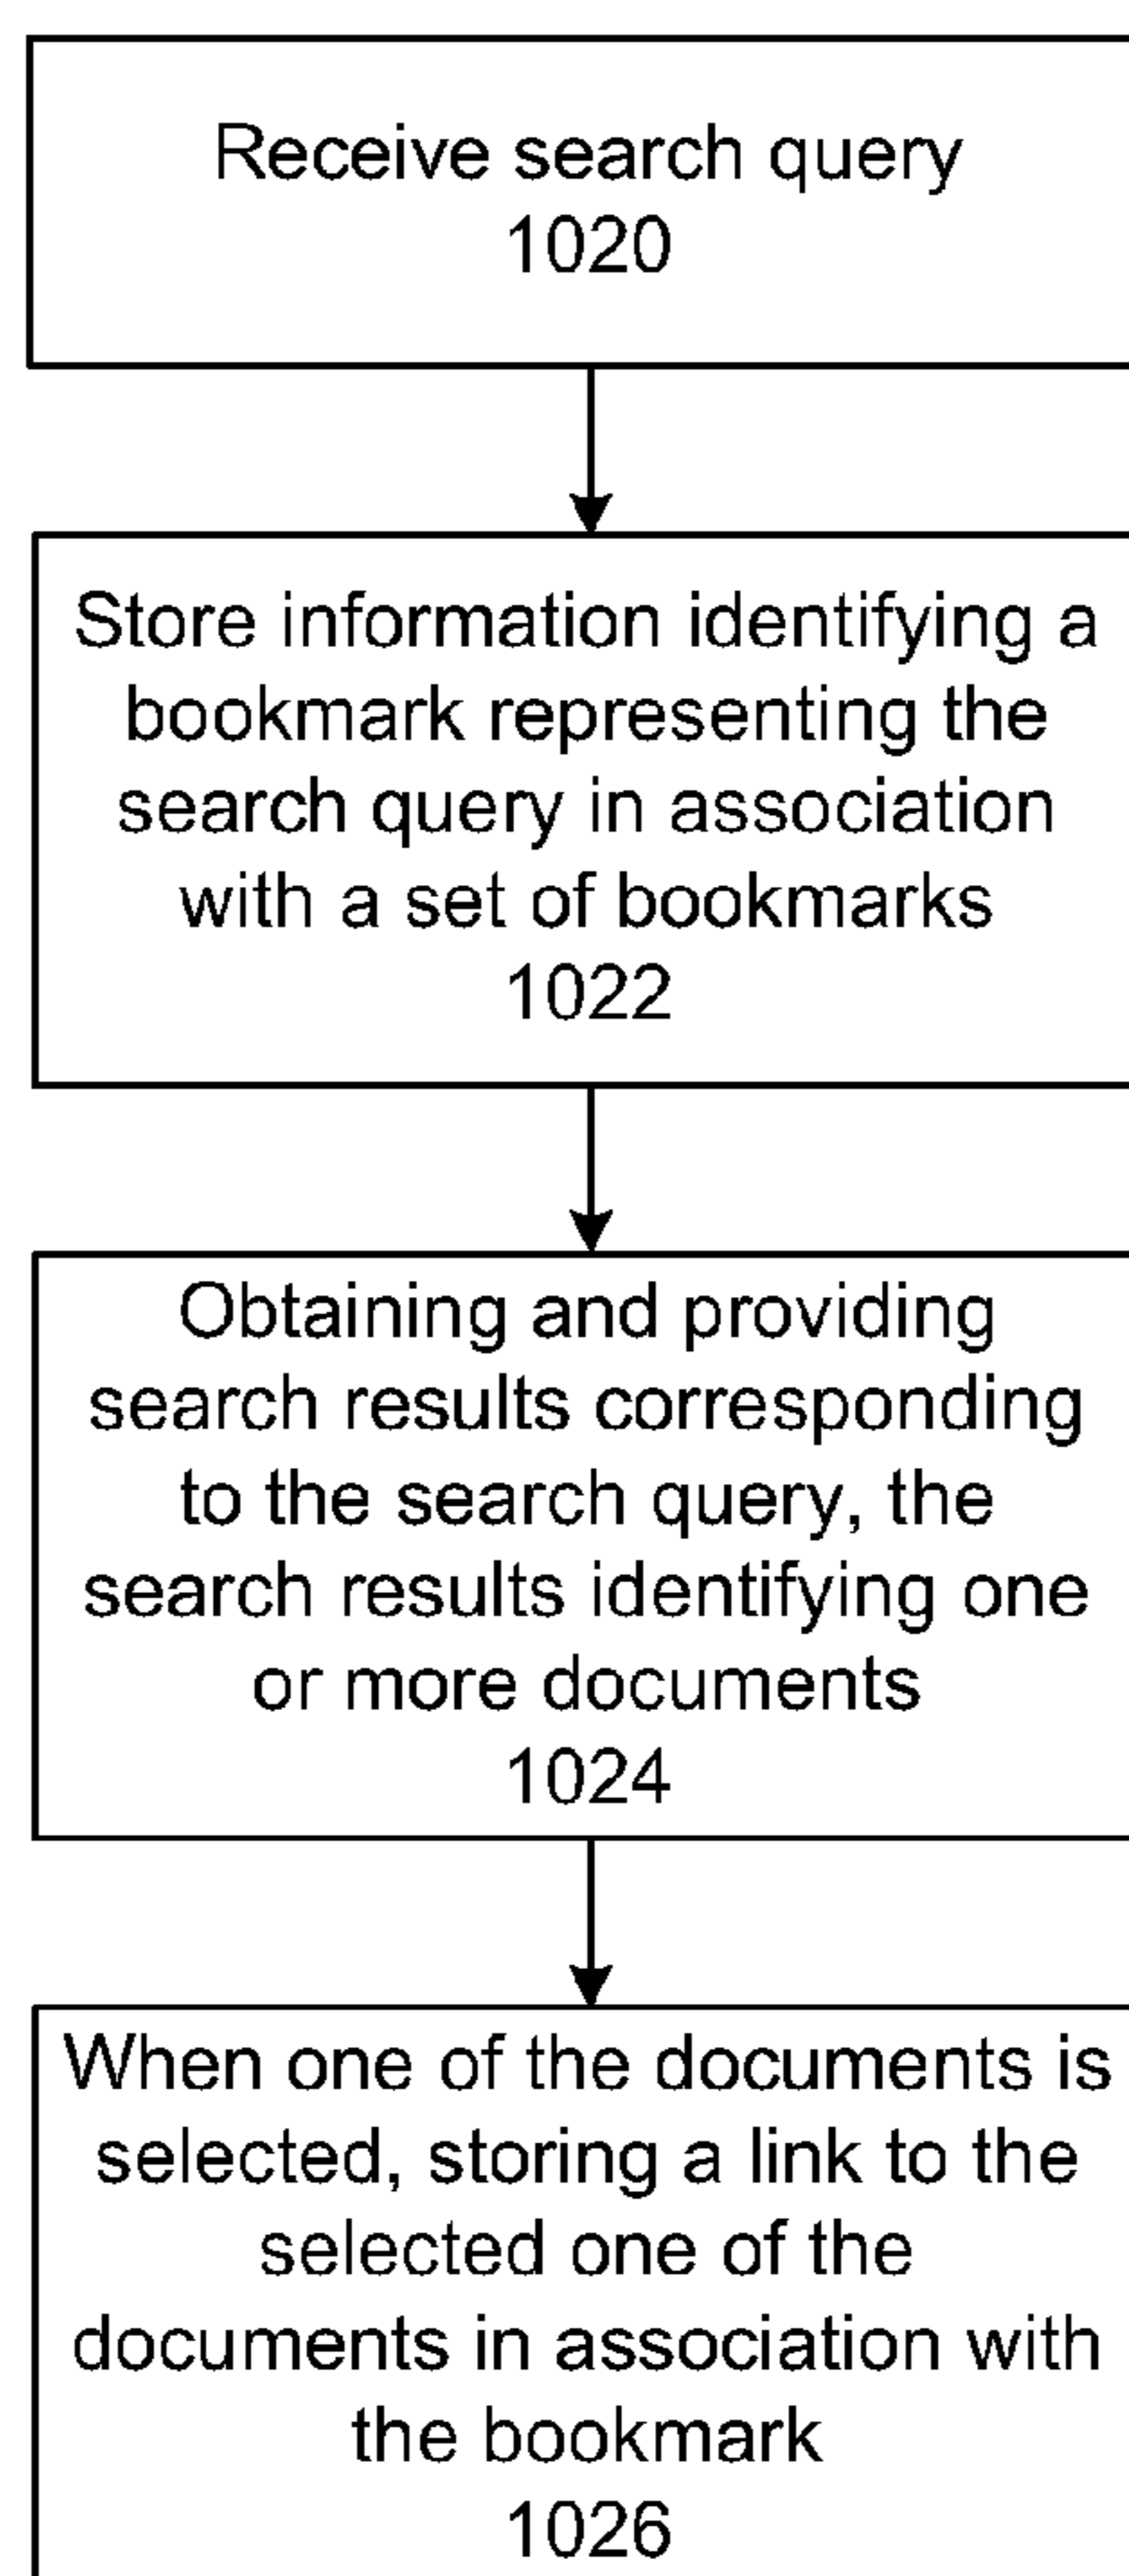 Receive search query
1020
Store information identifying a
bookmark representing the
search query in association
with a set of bookmarks
1022
Obtaining and providing
search results corresponding
to the search query, the
search results identifying one
or more documents
1024
When one of the documents is
selected, storing a link to the
selected one of the
documents in association with
the bookmark
1026